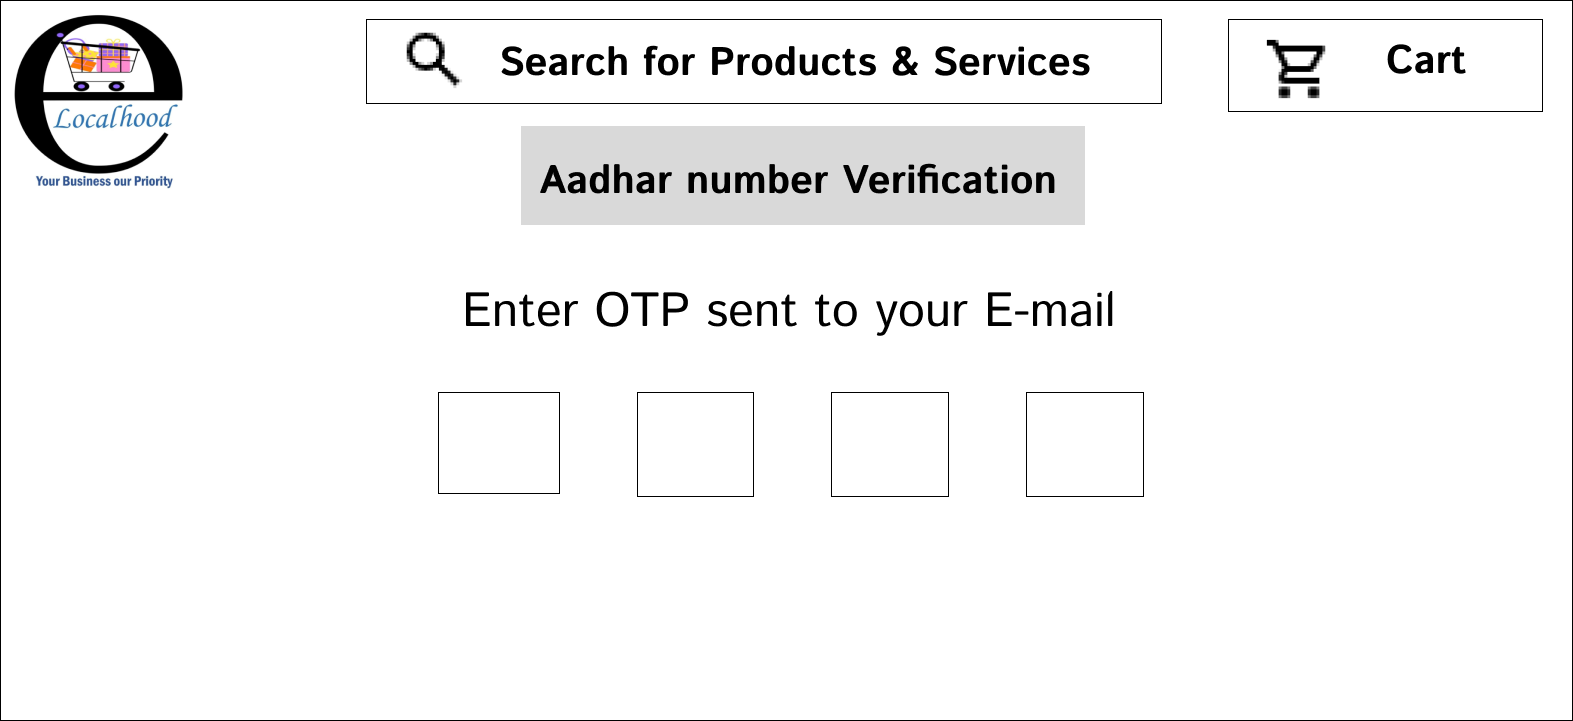 Search for Products & Services
Cart
Localhood
Your Business our Priority
Aadhar number Verification
Enter OTP sent to your E-mail